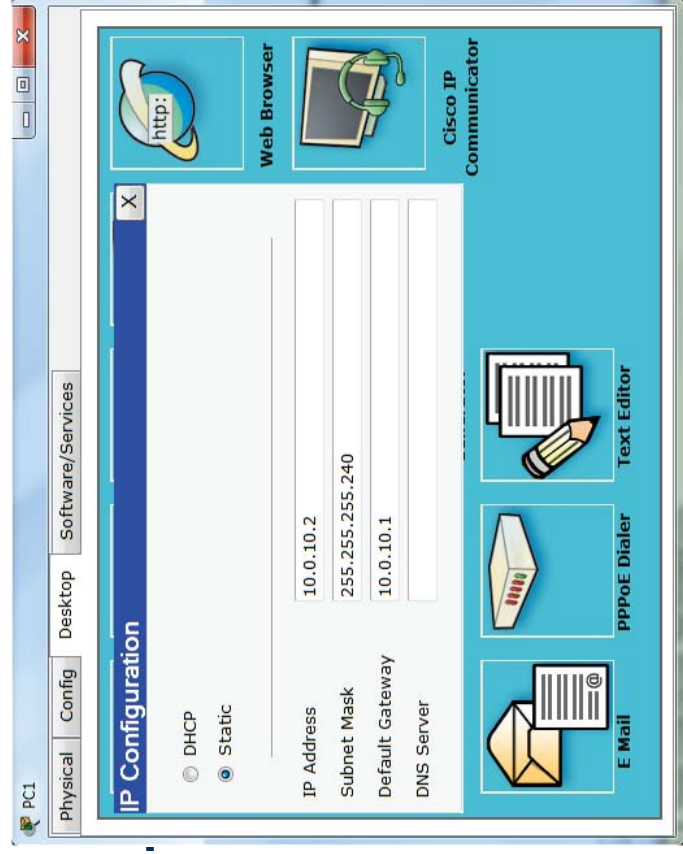 PC1
Physical Config Desktop Software/Services
IP Configuration
X
DHCP
Static
IP Address 10.0.10.2
Subnet Mask 255.255.255.240
Default Gateway 10.0.10.1
DNS Server
http:
Web Browser
Cisco IP
Communicator
@
E Mail
PPPoE Dialer
Text Editor